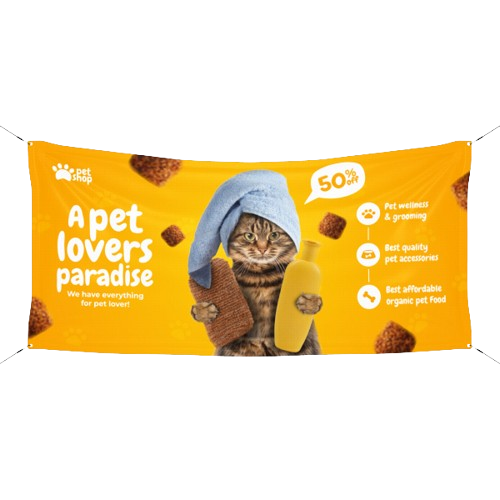 pet
shop
A pet
lovers
paradise
We have everything
for pet lover!
50%
off
Pet wellness
& grooming
Best quality
pet accessories
Best affordable
organic pet food